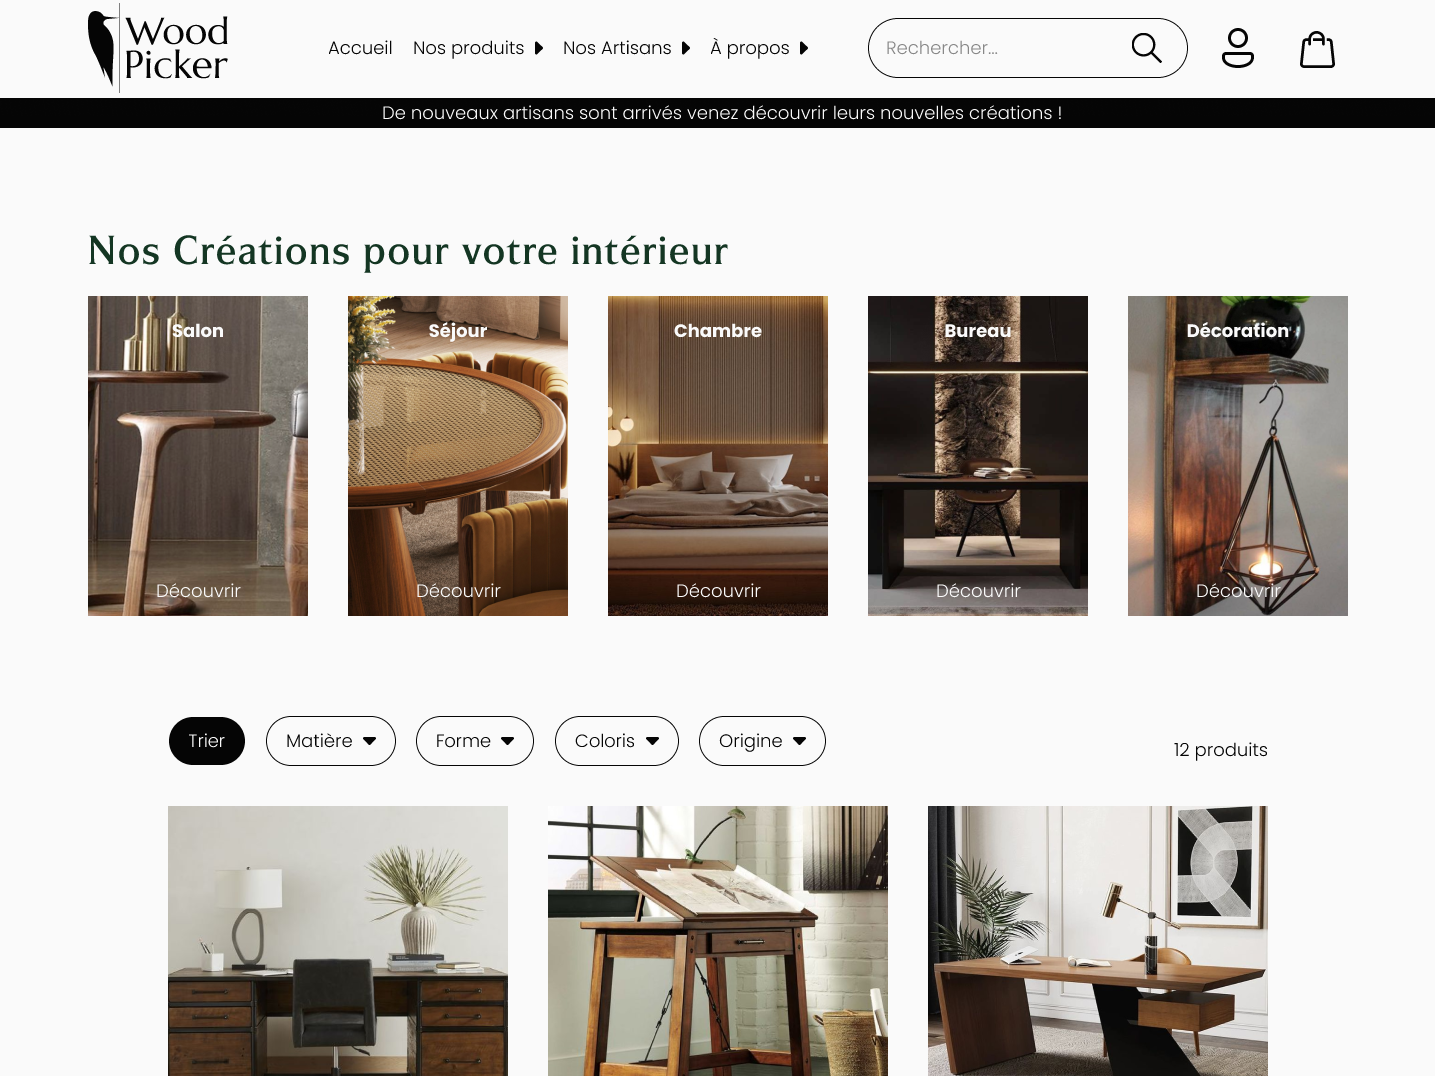 Wood
Picker
Accueil Nos produits Nos Artisans À propos Rechercher...
De nouveaux artisans sont arrivés venez découvrir leurs nouvelles créations !
Nos Créations pour votre intérieur
Salon Séjour Chambre Bureau Décoration
Découvrir Découvrir Découvrir Découvrir Découvrir
Trier Matière Forme Coloris Origine
12 produits